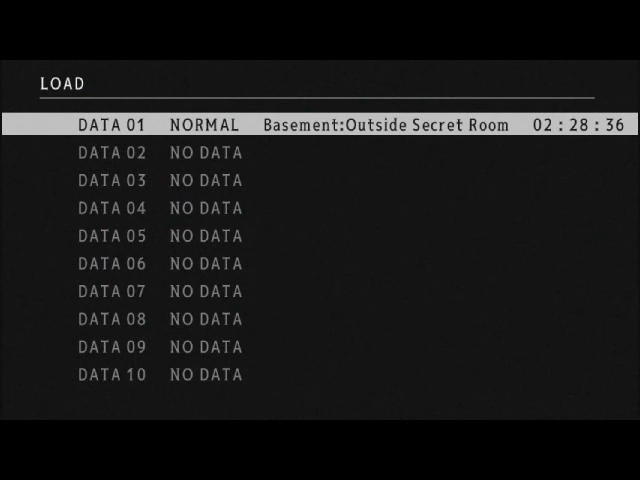 LOAD
DATA 01 NORMAL Basement:Outside Secret Room 02 : 28 : 36
DATA 02 NO DATA
DATA 03 NO DATA
DATA 04 NO DATA
DATA 05 NO DATA
DATA 06 NO DATA
DATA 07 NO DATA
DATA 08 NO DATA
DATA 09 NO DATA
DATA 10 NO DATA